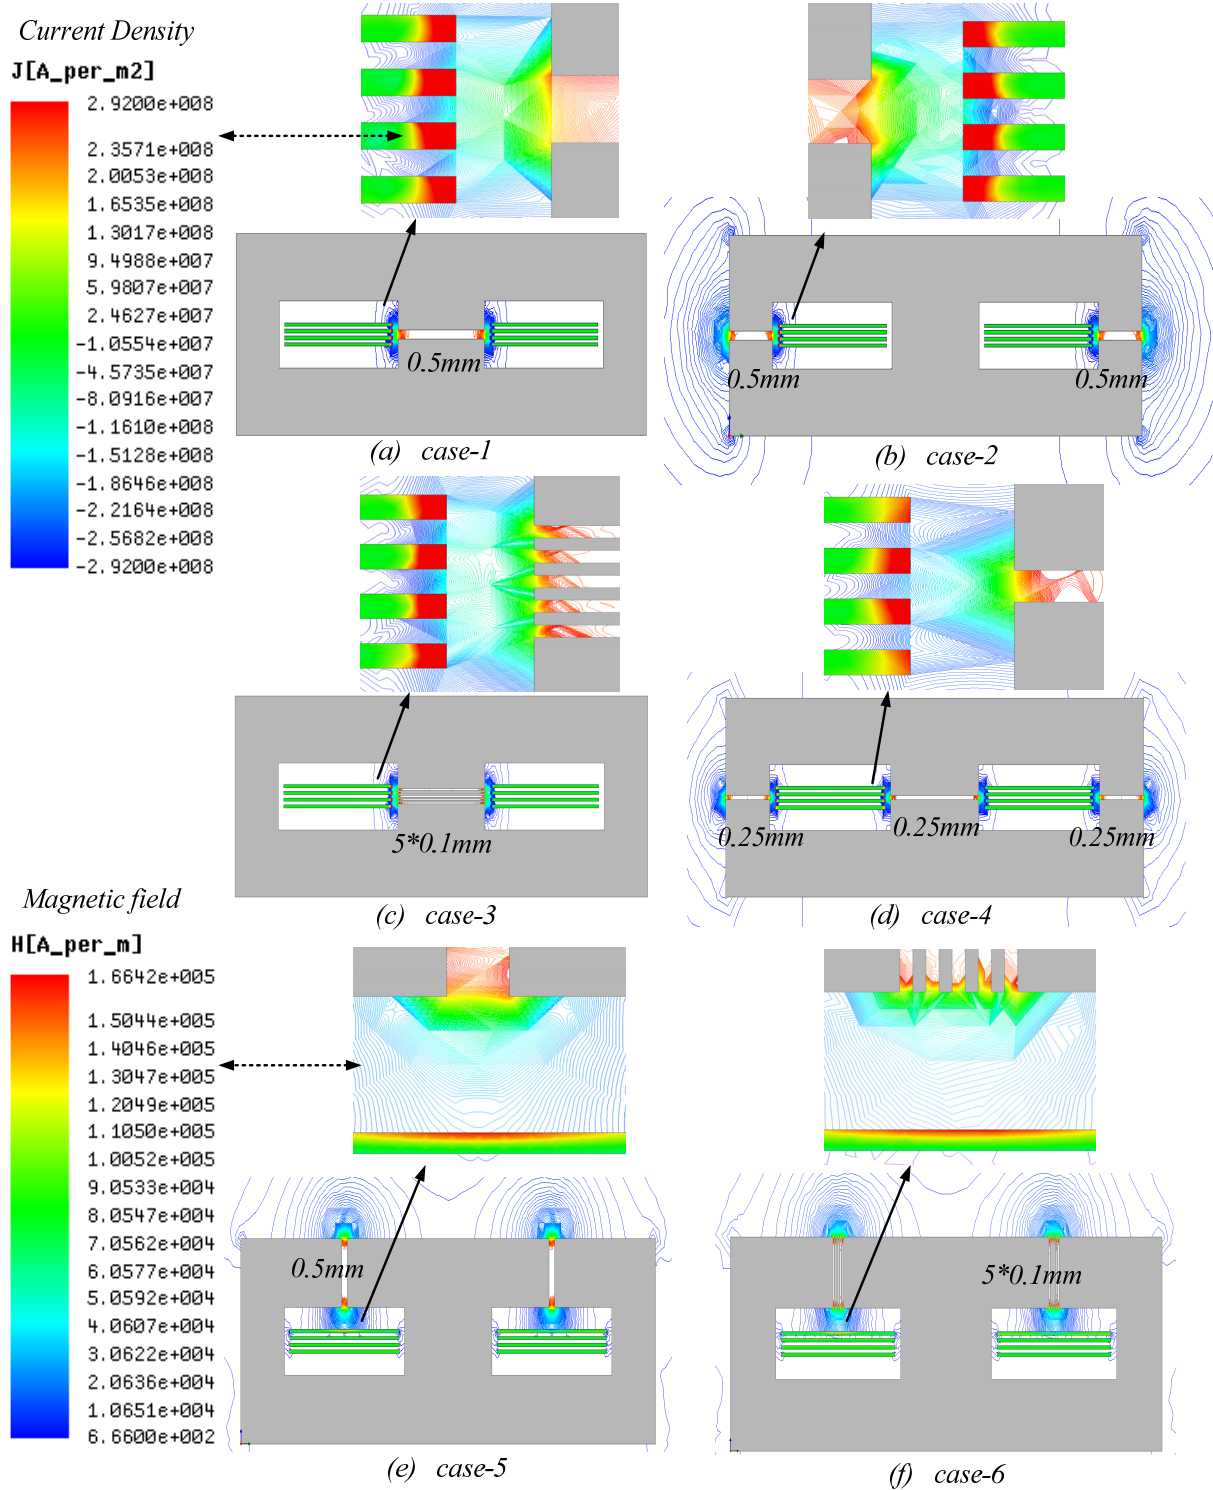 Current Density
J[A_per_m2]
2.9200e+008
2.3571e+008
2.0053e+008
1.6535e+008
1.3017e+008
9.4988e+007
5.9807e+007
2.4627e+007
-1.0554e+007
-4.5735e+007
-8.0916e+007
-1.1610e+008
-1.5128e+008
-1.8646e+008
-2.2164e+008
-2.5682e+008
-2.9200e+008
0.5mm
(a) case-1
0.5mm
0.5mm
(b) case-2
5*0.1mm
(c) case-3
0.25mm
0.25mm
0.25mm
(d) case-4
Magnetic field
H[A_per_m]
1.6642e+005
1.5044e+005
1.4046e+005
1.3047e+005
1.2049e+005
1.1050e+005
1.0052e+005
9.0533e+004
8.0547e+004
7.0562e+004
6.0577e+004
5.0592e+004
4.0607e+004
3.0622e+004
2.0636e+004
1.0651e+004
6.6600e+002
0.5mm
(e) case-5
5*0.1mm
(f) case-6